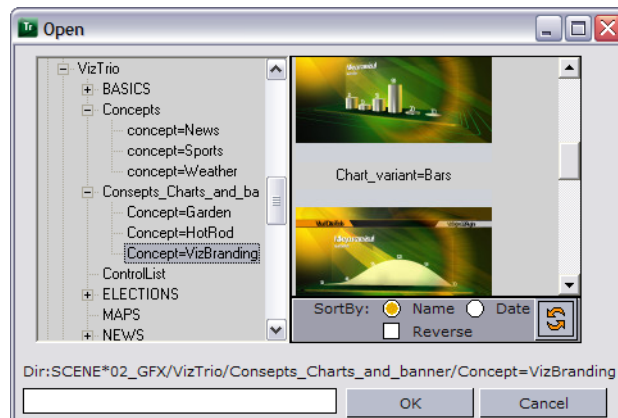 Tr Open
VizTrio
BASICS
Concepts
concept=News
concept=Sports
concept=Weather
Consepts_Charts_and_ba
Concept=Garden
Concept=HotRod
Concept=VizBranding
ControlList
ELECTIONS
MAPS
NEWS
Chart_variant=Bars
SortBy: Name Date
Reverse
Dir:SCENE*02_GFX/VizTrio/Consepts_Charts_and_banner/Concept=VizBranding
OK Cancel